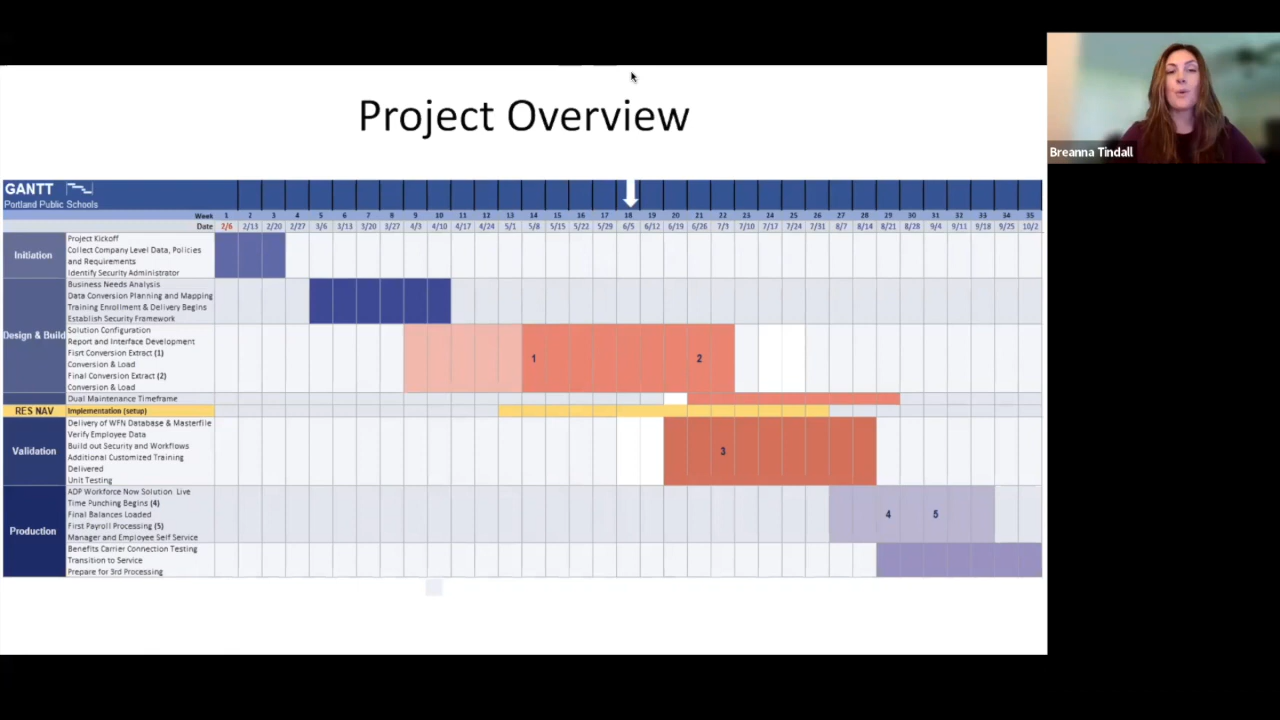 Project Overview
Breanna Tindall
GANTT
Portland Public Schools
Week 1 2 3 4 5 6 7 8 9 10 11 12 13 14 15 16 17 18 19 20 21 22 23 24 25 26 27 28 29 30 31 32 33 34 35
Date 2/6 2/13 2/20 2/27 3/6 3/13 3/20 3/27 4/3 4/10 4/17 4/24 5/1 5/8 5/15 5/22 5/29 6/5 6/12 6/19 6/26 7/3 7/10 7/17 7/24 7/31 8/7 8/14 8/21 8/28 9/4 9/11 9/18 9/25 10/2
Initiation
Project Kickoff
Collect Company Level Data, Policies
and Requirements
Identify Security Administrator
Design & Build
Business Needs Analysis
Data Conversion Planning and Mapping
Training Enrollment & Delivery Begins
Establish Security Framework
Solution Configuration
Report and Interface Development
Fisrt Conversion Extract (1)
Conversion & Load
Final Conversion Extract (2)
Conversion & Load
1 2
Dual Maintenance Timeframe
RES NAV Implementation (setup)
Validation
Delivery of WFN Database & Masterfile
Verify Employee Data
Build out Security and Workflows
Additional Customized Training
Delivered
Unit Testing
3
Production
ADP Workforce Now Solution Live
Time Punching Begins (4)
Final Balances Loaded
First Payroll Processing (5)
Manager and Employee Self Service
4 5
Benefits Carrier Connection Testing
Transition to Service
Prepare for 3rd Processing